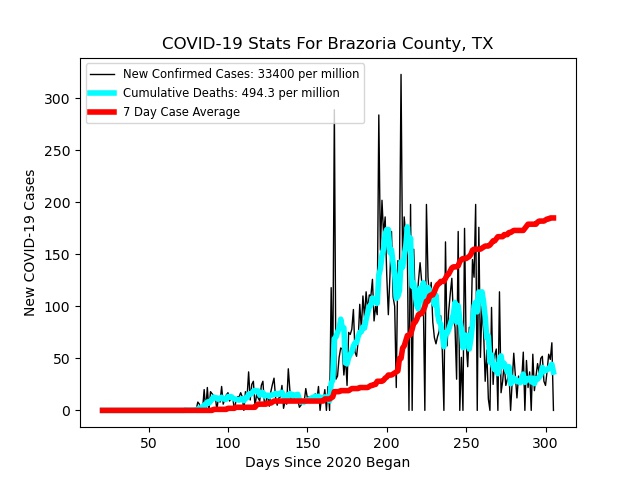 COVID-19 Stats For Brazoria County, TX
New Confirmed Cases: 33400 per million
Cumulative Deaths: 494.3 per million
7 Day Case Average
300
250
200
150
100
50
0
New COVID-19 Cases
50 100 150 200 250 300
Days Since 2020 Began